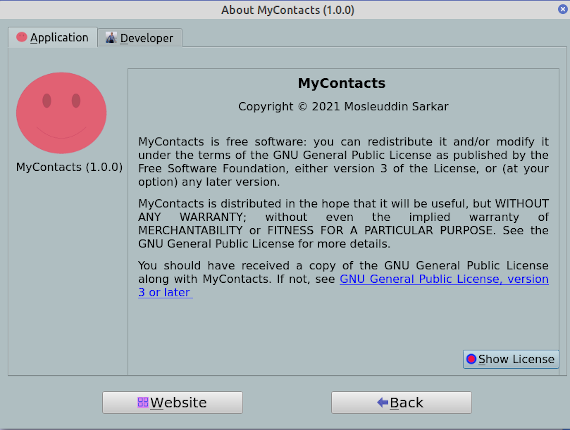 About MyContacts (1.0.0)
Application
Developer
MyContacts (1.0.0)
MyContacts
Copyright © 2021 Mosleuddin Sarkar
MyContacts is free software: you can redistribute it and/or modify it
under the terms of the GNU General Public License as published by the
Free Software Foundation, either version 3 of the License, or (at your
option) any later version.
MyContacts is distributed in the hope that it will be useful, but WITHOUT
ANY WARRANTY; without even the implied warranty of
MERCHANTABILITY or FITNESS FOR A PARTICULAR PURPOSE. See the
GNU General Public License for more details.
You should have received a copy of the GNU General Public License
along with MyContacts. If not, see GNU General Public License, version
3 or later
Show License
Website
Back